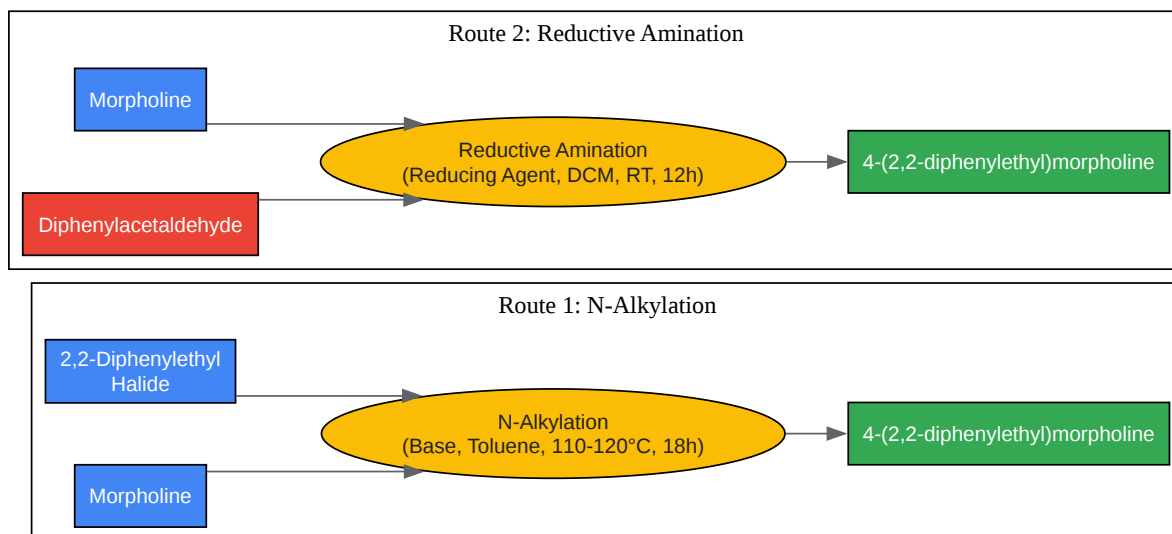 Route 2: Reductive Amination
Morpholine
Reductive Amination
(Reducing Agent, DCM, RT, 12h)
4-(2,2-diphenylethyl)morpholine
Diphenylacetaldehyde
Route 1: N-Alkylation
2,2-Diphenylethyl
Halide
N-Alkylation
(Base, Toluene, 110-120°C, 18h)
4-(2,2-diphenylethyl)morpholine
Morpholine